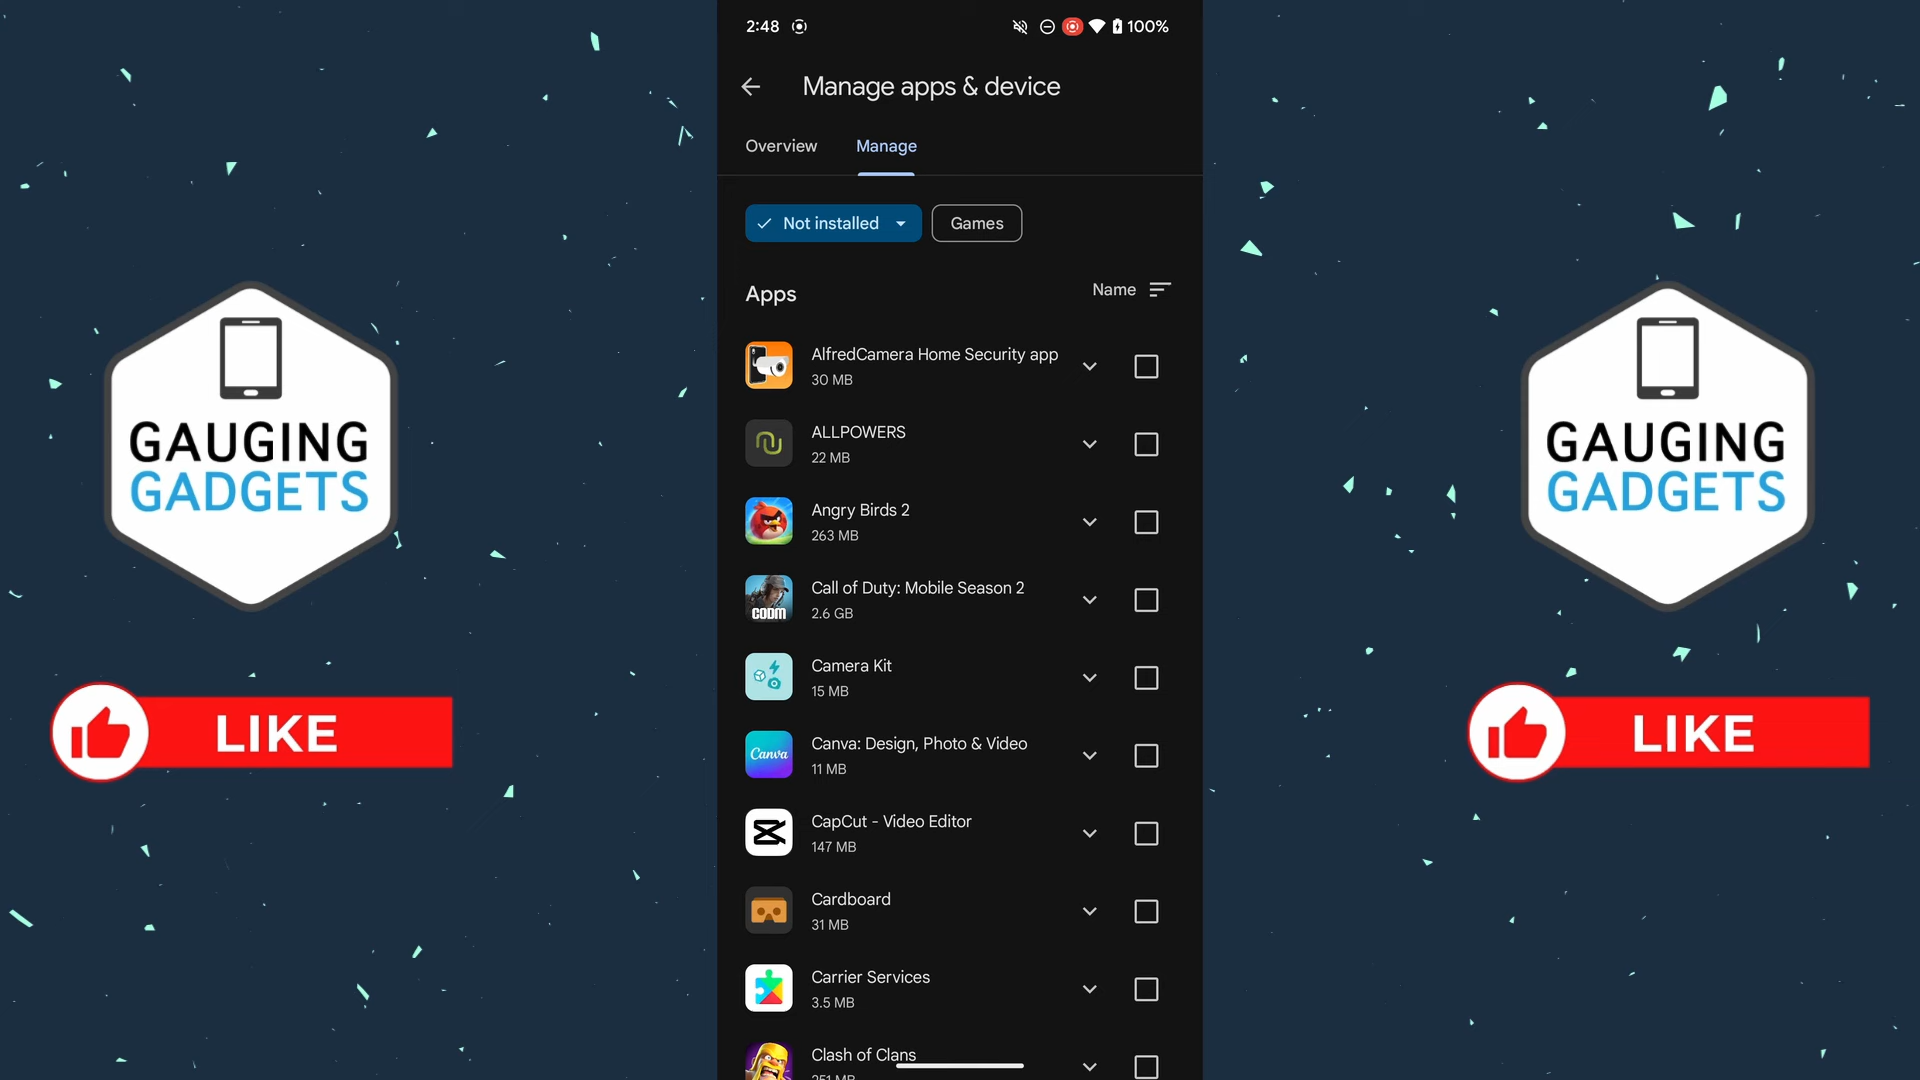 2:48
100%
Manage apps & device
Overview
Manage
Not installed
Games
Apps
Name
AlfredCamera Home Security app
30 MB
ALLPOWERS
22 MB
Angry Birds 2
263 MB
CODM
Call of Duty: Mobile Season 2
2.6 GB
Camera Kit
15 MB
Canva
Canva: Design, Photo & Video
11 MB
CapCut - Video Editor
147 MB
Cardboard
31 MB
Carrier Services
3.5 MB
Clash of Clans
251 MB
GAUGING
GADGETS
LIKE
GAUGING
GADGETS
LIKE